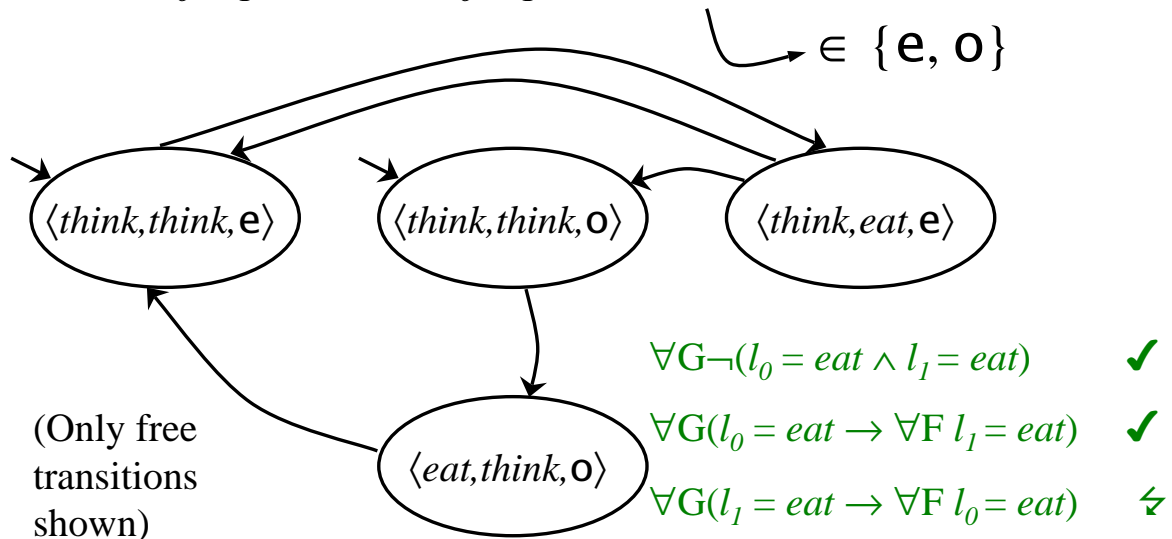 ∈ {e, o}
⟨think,think,e⟩
⟨think,think,o⟩
⟨think,eat,e⟩
∀G¬(l₀ = eat ∧ l₁ = eat) ✔
(Only free
transitions
shown)
⟨eat,think,o⟩
∀G(l₀ = eat → ∀F l₁ = eat) ✔
∀G(l₁ = eat → ∀F l₀ = eat) ↯